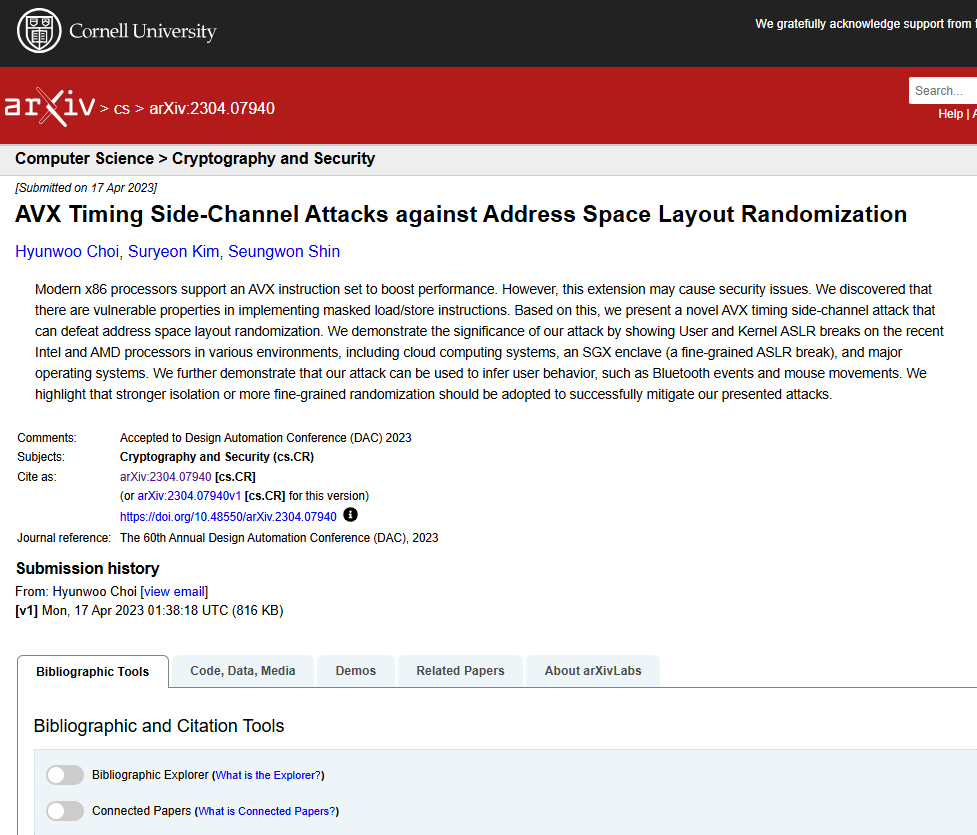 Cornell University
We gratefully acknowledge support from
arXiv > cs > arXiv:2304.07940
Search...
Help |
Computer Science > Cryptography and Security
[Submitted on 17 Apr 2023]
AVX Timing Side-Channel Attacks against Address Space Layout Randomization
Hyunwoo Choi, Suryeon Kim, Seungwon Shin
Modern x86 processors support an AVX instruction set to boost performance. However, this extension may cause security issues. We discovered that
there are vulnerable properties in implementing masked load/store instructions. Based on this, we present a novel AVX timing side-channel attack that
can defeat address space layout randomization. We demonstrate the significance of our attack by showing User and Kernel ASLR breaks on the recent
Intel and AMD processors in various environments, including cloud computing systems, an SGX enclave (a fine-grained ASLR break), and major
operating systems. We further demonstrate that our attack can be used to infer user behavior, such as Bluetooth events and mouse movements. We
highlight that stronger isolation or more fine-grained randomization should be adopted to successfully mitigate our presented attacks.
Comments: Accepted to Design Automation Conference (DAC) 2023
Subjects: Cryptography and Security (cs.CR)
Cite as: arXiv:2304.07940 [cs.CR]
(or arXiv:2304.07940v1 [cs.CR] for this version)
https://doi.org/10.48550/arXiv.2304.07940
Journal reference: The 60th Annual Design Automation Conference (DAC), 2023
Submission history
From: Hyunwoo Choi [view email]
[v1] Mon, 17 Apr 2023 01:38:18 UTC (816 KB)
Bibliographic Tools Code, Data, Media Demos Related Papers About arXivLabs
Bibliographic and Citation Tools
Bibliographic Explorer (What is the Explorer?)
Connected Papers (What is Connected Papers?)